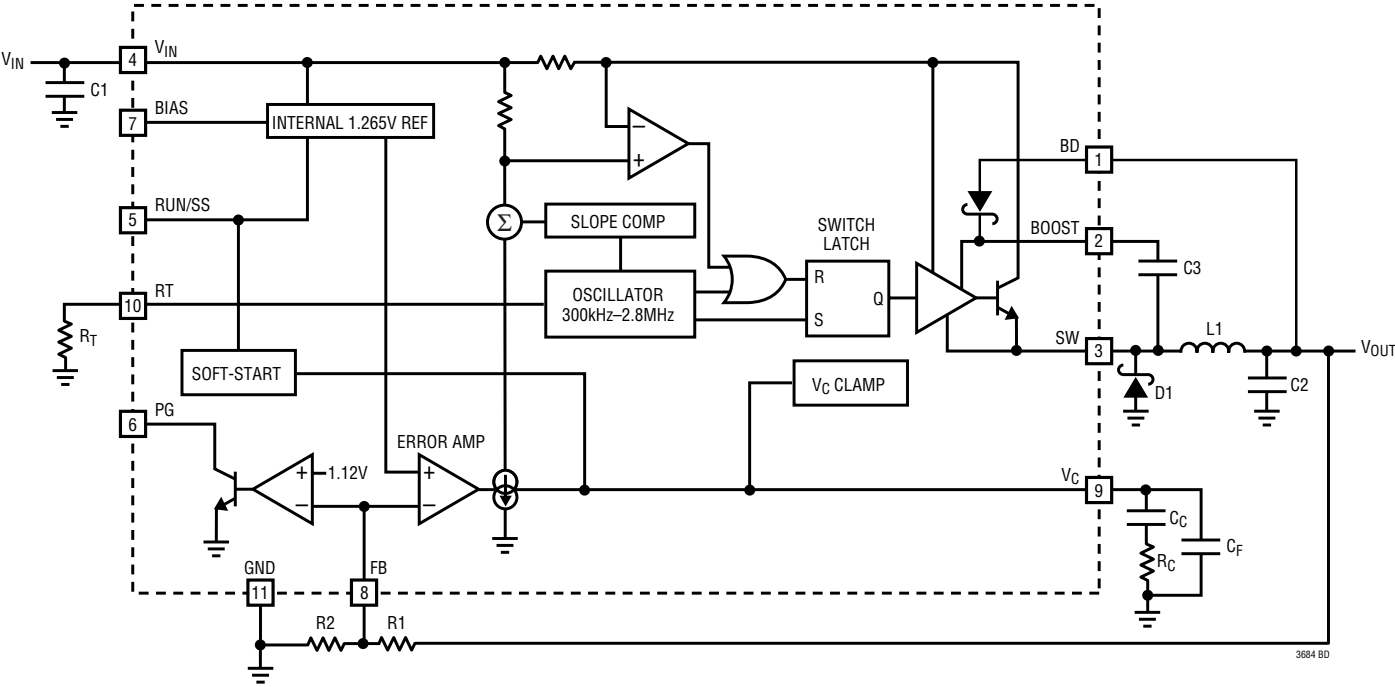 VIN
C1
4
VIN
7
BIAS
INTERNAL 1.265V REF
5
RUN/SS
10
RT
RT
SOFT-START
6
PG
−
+
Σ
SLOPE COMP
OSCILLATOR
300kHz–2.8MHz
SWITCH
LATCH
R
Q
S
BD
1
BOOST
2
C3
SW
3
L1
VOUT
D1
C2
VC CLAMP
ERROR AMP
+
−
1.12V
+
−
VC
9
CC
RC
CF
GND
11
FB
8
R2
R1
3684 BD